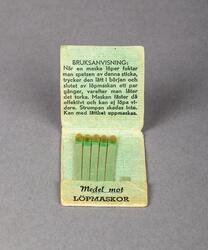 BRUKSANVISNING:
När en maska löper fuktar
man spetsen av denna sticka,
trycker den lätt i början och
slutet av löpmaskan ett par
gånger, varefter man låter
det torka. Maskan fäster då
effektivt och kan ej löpa vi-
dare. Strumpan skadas inte.
Kan med lätthet uppmaskas.
Medel mot
LÖPMASKOR